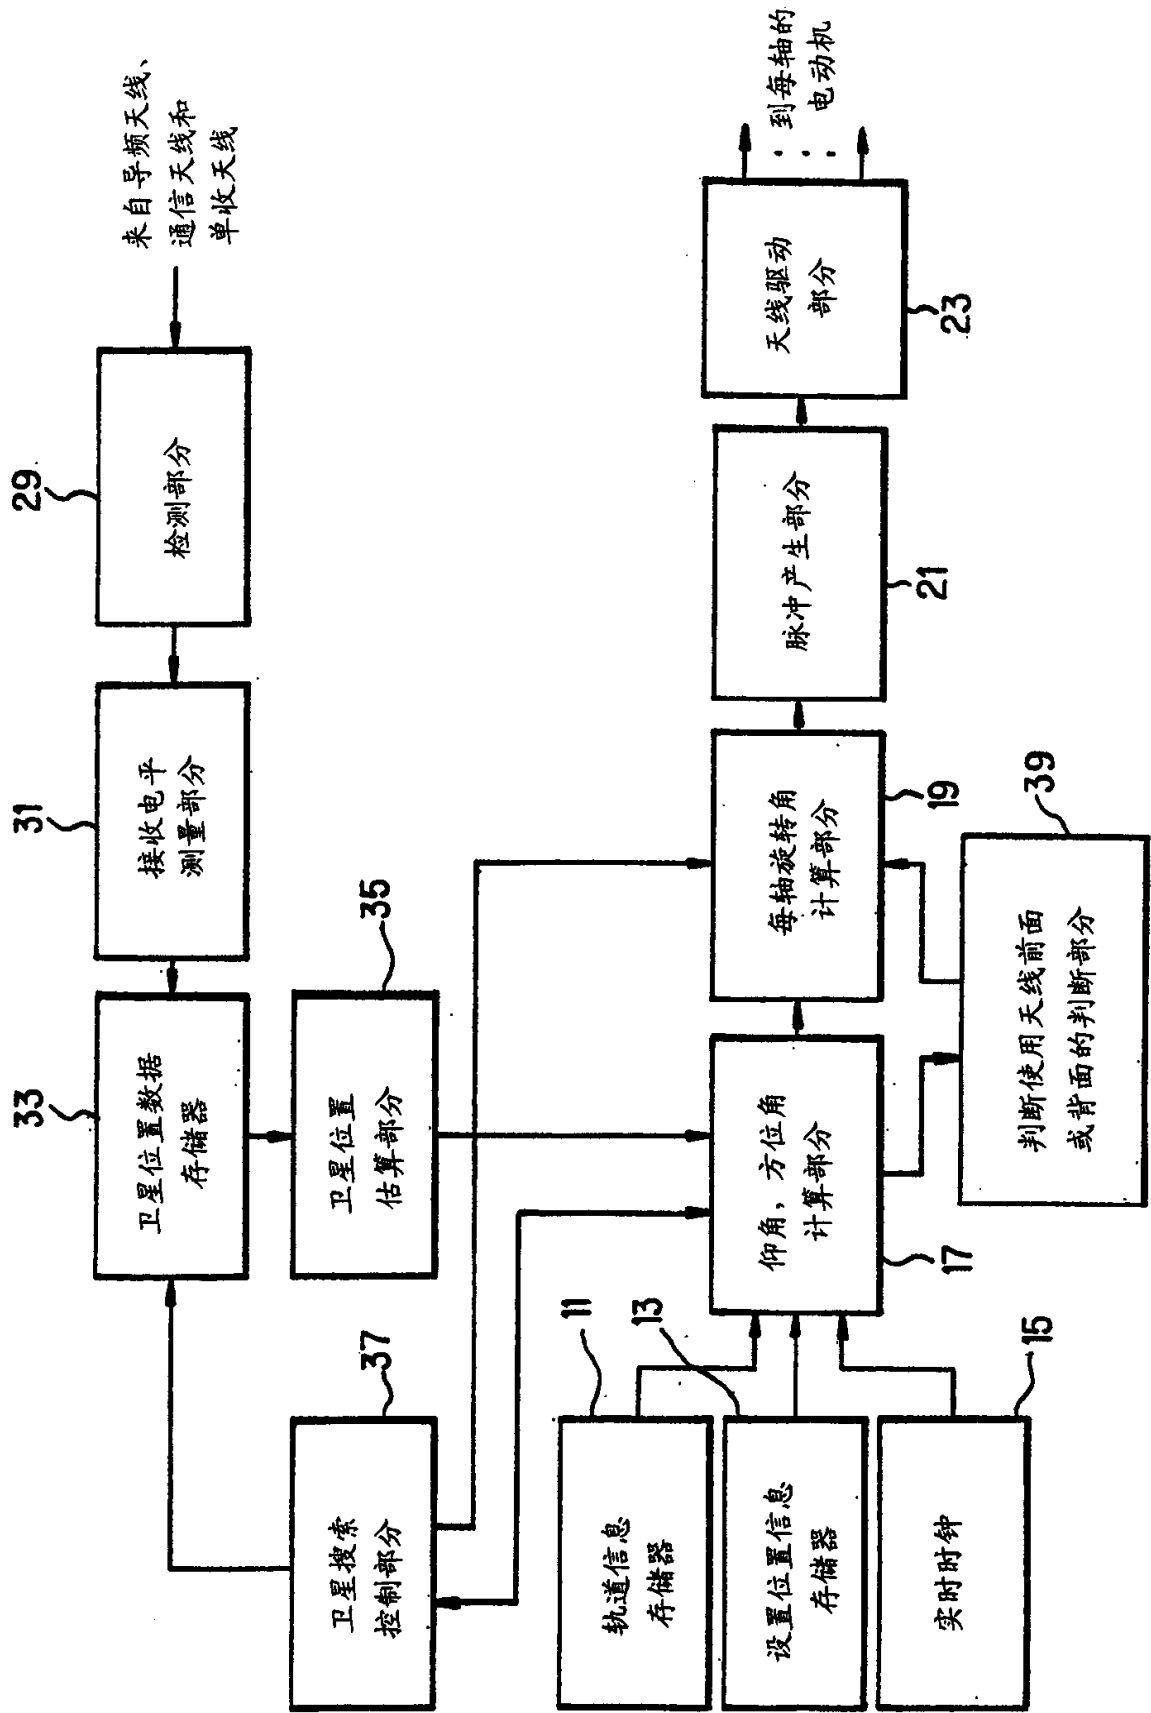 33
31
29
卫星位置数据
存储器
接收电平
测量部分
检测部分
来自导频天线、
通信天线和
单收天线
37
35
卫星搜索
控制部分
卫星位置
估算部分
11
轨道信息
存储器
13
设置位置信息
存储器
15
实时时钟
仰角，方位角
计算部分
17
每轴旋转角
计算部分
19
脉冲产生部分
21
天线驱动
部分
23
到每轴的
电动机
39
判断使用天线前面
或背面的判断部分